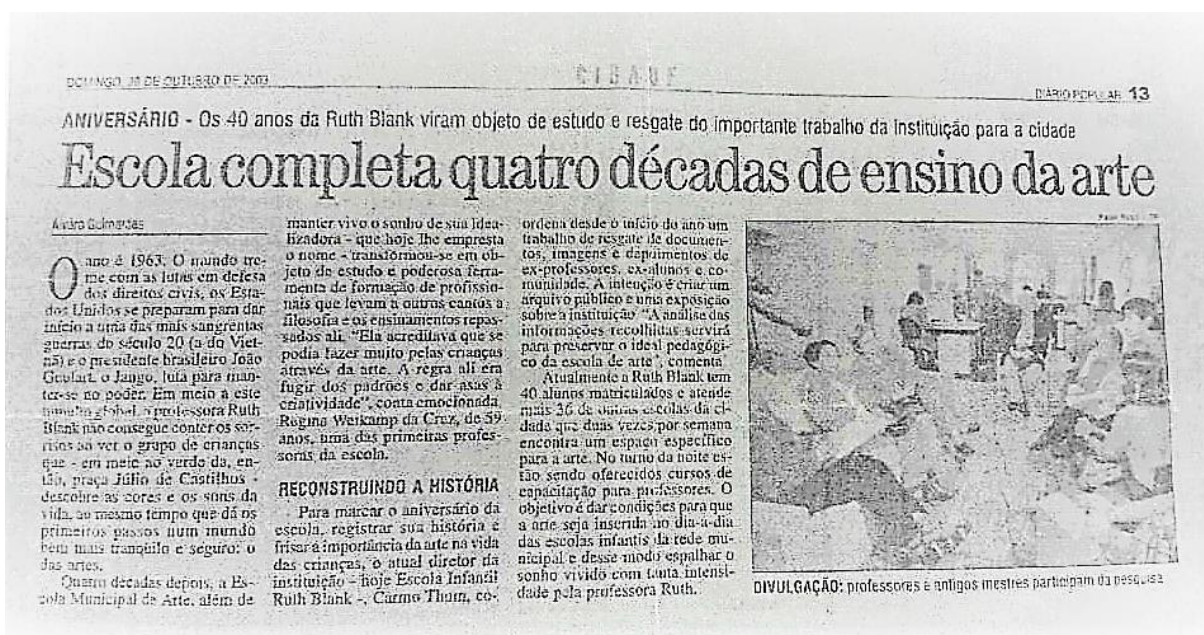 DOMINGO, DE OUTUBRO DE 2003
CIDADE
DIÁRIO POPULAR 13
ANIVERSÁRIO - Os 40 anos da Ruth Blank viram objeto de estudo e resgate do importante trabalho da instituição para a cidade
Escola completa quatro décadas de ensino da arte
Álvaro Guimarães
O ano é 1963. O mundo tre-
me com as lutas em defesa
dos direitos civis, os Esta-
dos Unidos se preparam para dar
início a uma das mais sangrentas
guerras do século 20 (a do Viet-
nã) e o presidente brasileiro João
Goulart, o Jango, luta para man-
ter-se no poder. Em meio a este
tumulto global, a professora Ruth
Blank não consegue conter os sor-
risos ao ver o grupo de crianças
que - em meio ao verde da, en-
tão, praça Júlio de Castilhos -
descobre as cores e os sons da
vida, ao mesmo tempo que dá os
primeiros passos num mundo
bem mais tranqüilo e seguro: o
das artes.
Quatro décadas depois, a Es-
cola Municipal de Arte, além de
manter vivo o sonho de sua idea-
lizadora - que hoje lhe empresta
o nome - transformou-se em ob-
jeto de estudo e poderosa ferra-
menta de formação de profissio-
nais que levam a outros cantos a
filosofia e os ensinamentos repas-
sados ali. "Ela acreditava que se
podia fazer muito pelas crianças
através da arte. A regra ali era
fugir dos padrões e dar asas à
criatividade", conta emocionada,
Regina Weikamp da Cruz, de 59
anos, uma das primeiras profes-
soras da escola.
RECONSTRUINDO A HISTÓRIA
Para marcar o aniversário da
escola, registrar sua história e
frisar a importância da arte na vida
das crianças, o atual diretor da
instituição - hoje Escola Infantil
Ruth Blank -, Carmo Thum, co-
ordena desde o início do ano um
trabalho de resgate de documen-
tos, imagens e depoimentos de
ex-professores, ex-alunos e co-
munidade. A intenção é criar um
arquivo público e uma exposição
sobre a instituição "A análise das
informações recolhidas servirá
para preservar o ideal pedagógi-
co da escola de arte", comenta.
Atualmente a Ruth Blank tem
40 alunos matriculados e atende
mais 36 de outras escolas da ci-
dade que duas vezes por semana
encontra um espaço específico
para a arte. No turno da noite es-
tão sendo oferecidos cursos de
capacitação para professores. O
objetivo é dar condições para que
a arte seja inserida no dia-a-dia
das escolas infantis da rede mu-
nicipal e desse modo espalhar o
sonho vivido com tanta intensi-
dade pela professora Ruth.
DIVULGAÇÃO: professores e antigos mestres participam da pesquisa